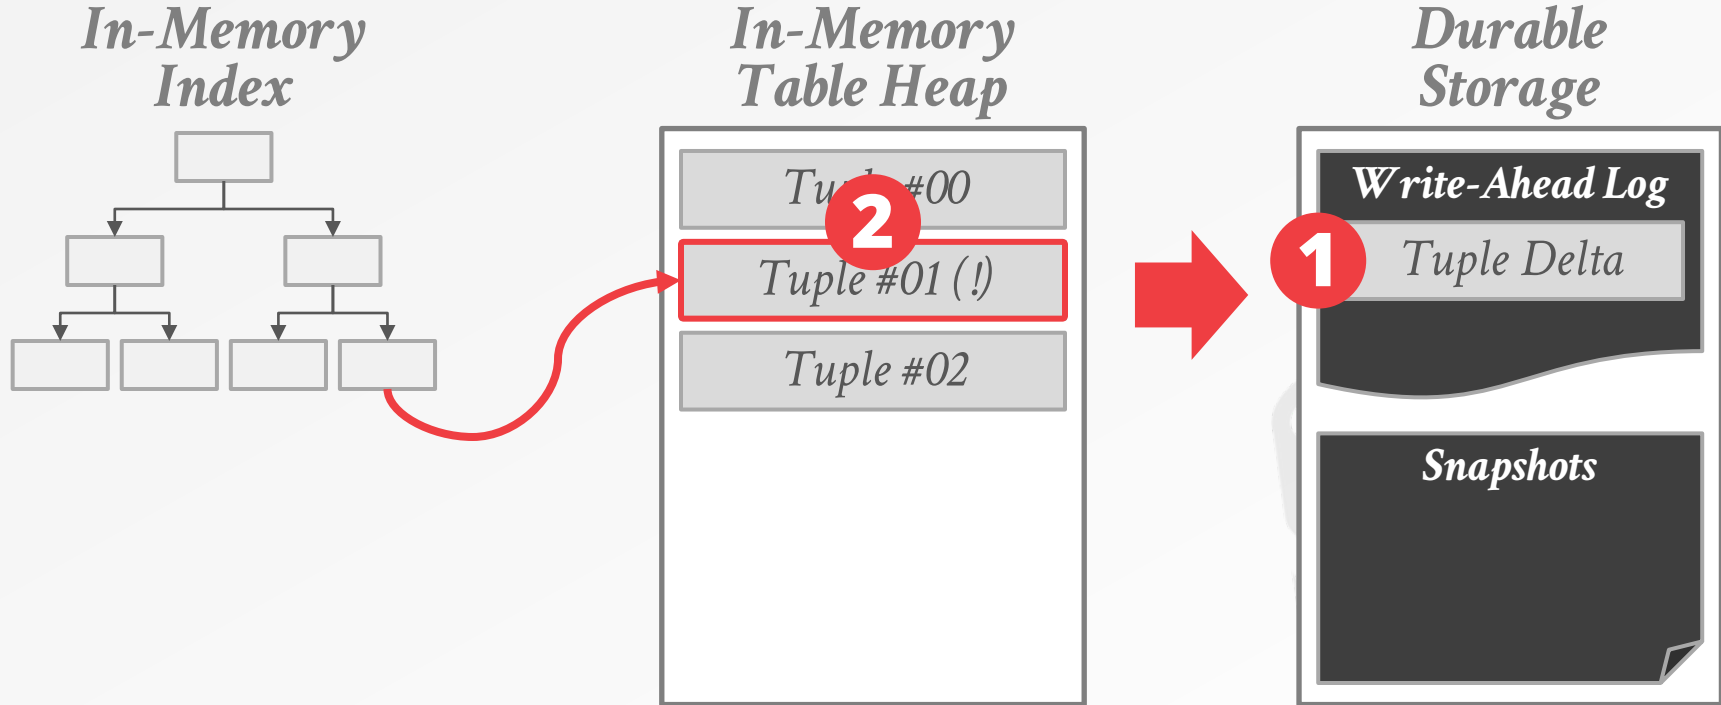 In-Memory
Index
In-Memory
Table Heap
Durable
Storage
Tuple #00
2
Tuple #01 (!)
Tuple #02
Write-Ahead Log
1
Tuple Delta
Snapshots